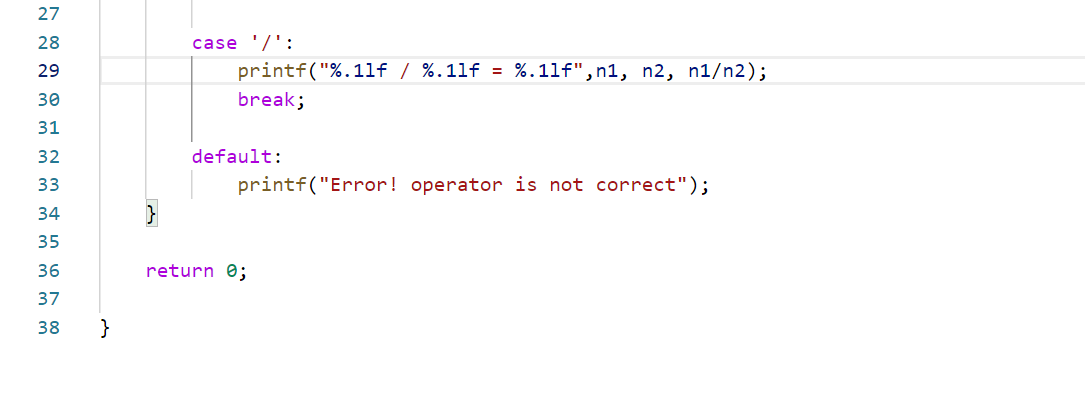 27
28 case '/':
29 printf("%.1lf / %.1lf = %.1lf",n1, n2, n1/n2);
30 break;
31
32 default:
33 printf("Error! operator is not correct");
34 }
35
36 return 0;
37
38 }